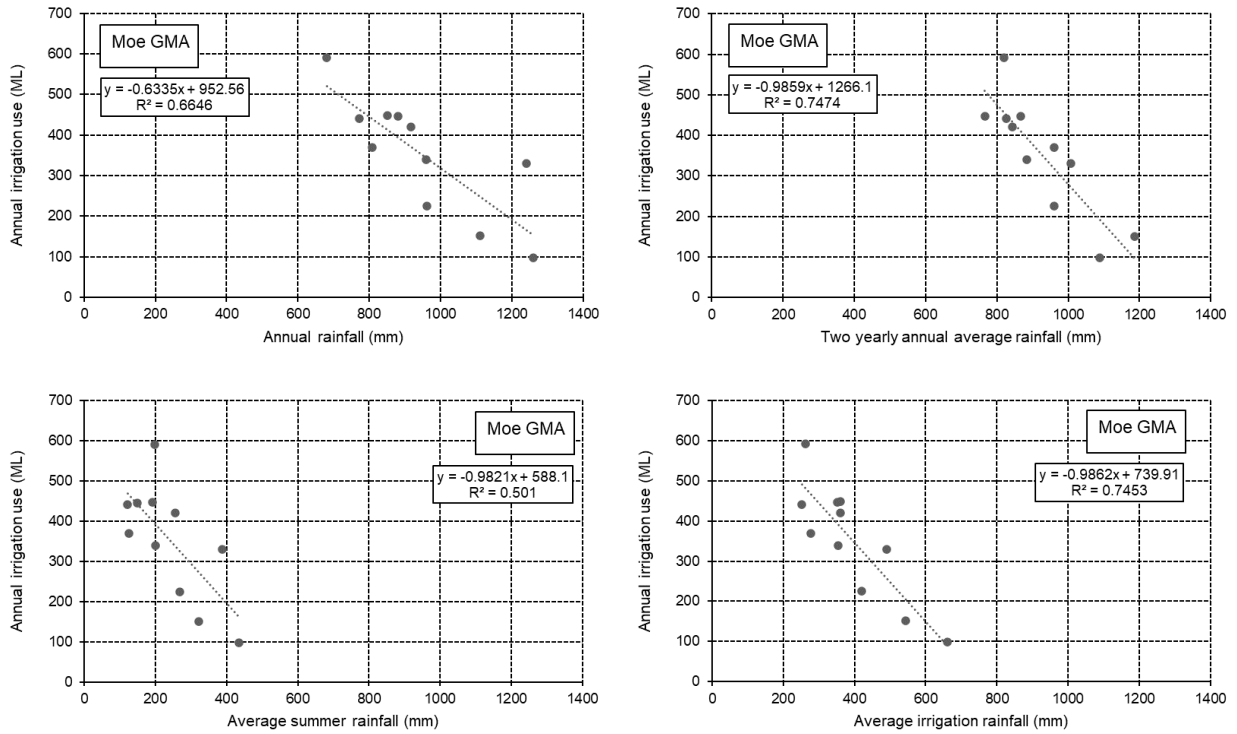 700
600
500
400
300
200
100
0
Annual irrigation use (ML)
Moe GMA
y = -0.6335x + 952.56
R² = 0.6646
0 200 400 600 800 1000 1200 1400
Annual rainfall (mm)
700
600
500
400
300
200
100
0
Annual irrigation use (ML)
Moe GMA
y = -0.9859x + 1266.1
R² = 0.7474
0 200 400 600 800 1000 1200 1400
Two yearly annual average rainfall (mm)
700
600
500
400
300
200
100
0
Annual irrigation use (ML)
Moe GMA
y = -0.9821x + 588.1
R² = 0.501
0 200 400 600 800 1000 1200 1400
Average summer rainfall (mm)
700
600
500
400
300
200
100
0
Annual irrigation use (ML)
Moe GMA
y = -0.9862x + 739.91
R² = 0.7453
0 200 400 600 800 1000 1200 1400
Average irrigation rainfall (mm)